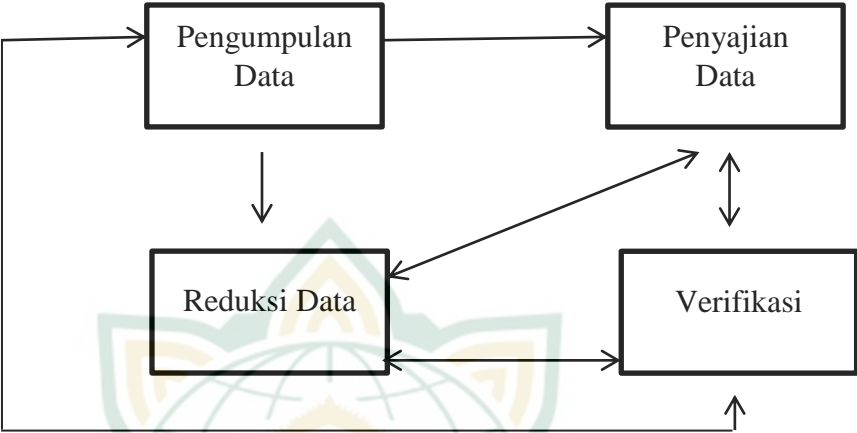 Pengumpulan
Data
Penyajian
Data
Reduksi Data
Verifikasi